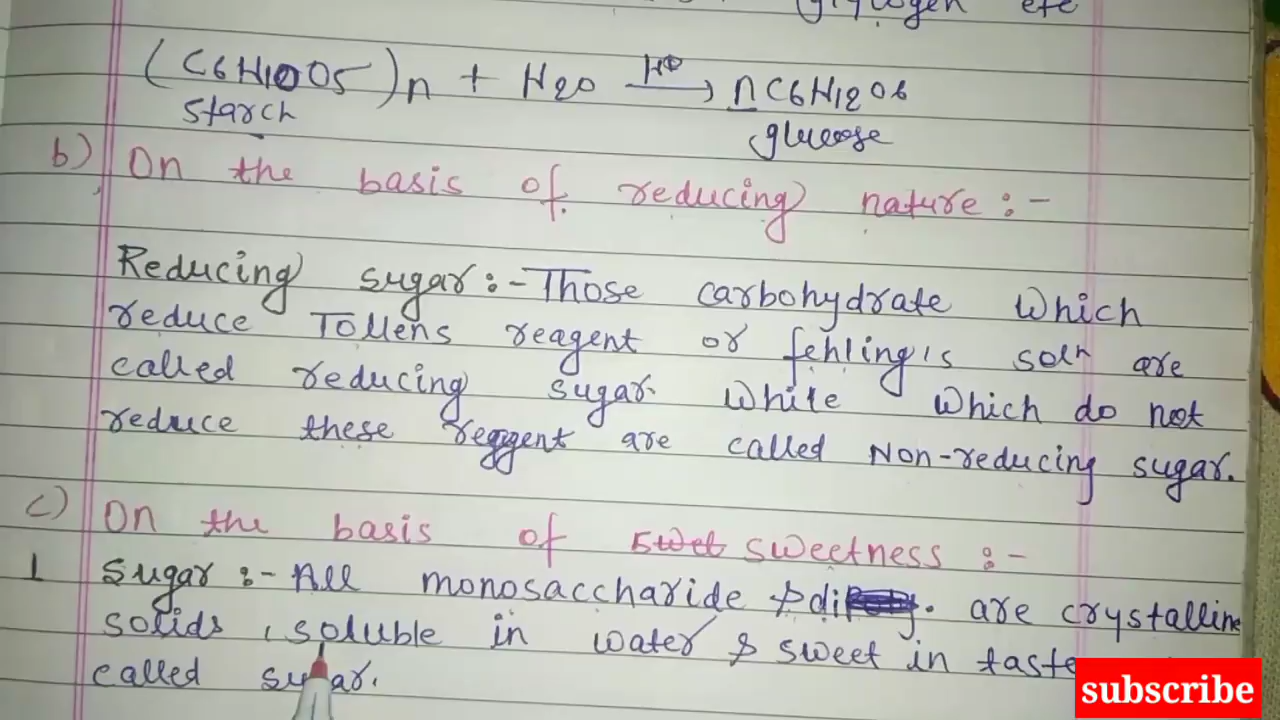 glycogen etc
(C6H10O5)n + H2O H⊕→ nC6H12O6
starch glucose
b) On the basis of reducing nature :-
Reducing sugar :- Those carbohydrate which
reduce Tollens reagent or fehling's soln are
called reducing sugar. While which do not
reduce these reagent are called Non-reducing sugar.
c) On the basis of swet sweetness :-
1 Sugar :- All monosaccharide & di. are crystalline
solids, soluble in water & sweet in taste
called sugar.
subscribe